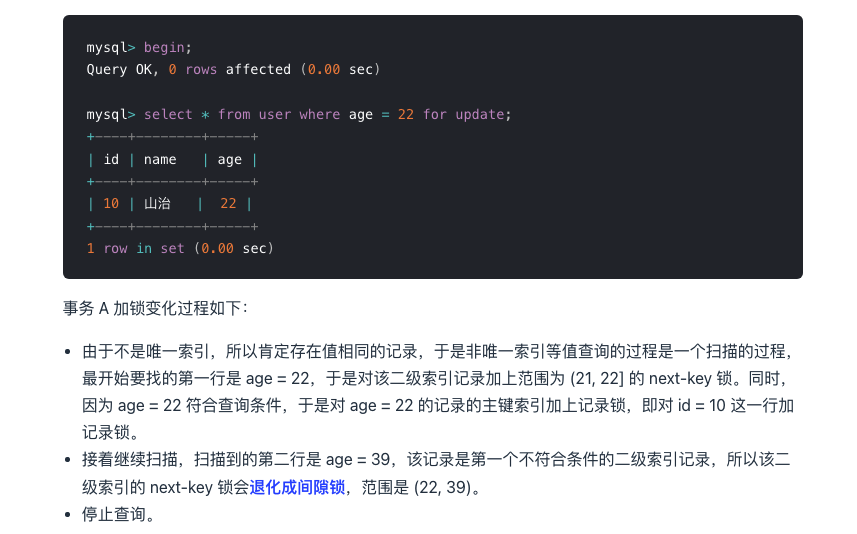 mysql> begin;
Query OK, 0 rows affected (0.00 sec)
mysql> select * from user where age = 22 for update;
+----+--------+-----+
| id | name   | age |
+----+--------+-----+
| 10 | 山治   |  22 |
+----+--------+-----+
1 row in set (0.00 sec)
事务 A 加锁变化过程如下：
• 由于不是唯一索引，所以肯定存在值相同的记录，于是非唯一索引等值查询的过程是一个扫描的过程，
最开始要找的第一行是 age = 22，于是对该二级索引记录加上范围为 (21, 22] 的 next-key 锁。同时，
因为 age = 22 符合查询条件，于是对 age = 22 的记录的主键索引加上记录锁，即对 id = 10 这一行加
记录锁。
• 接着继续扫描，扫描到的第二行是 age = 39，该记录是第一个不符合条件的二级索引记录，所以该二
级索引的 next-key 锁会退化成间隙锁，范围是 (22, 39)。
• 停止查询。